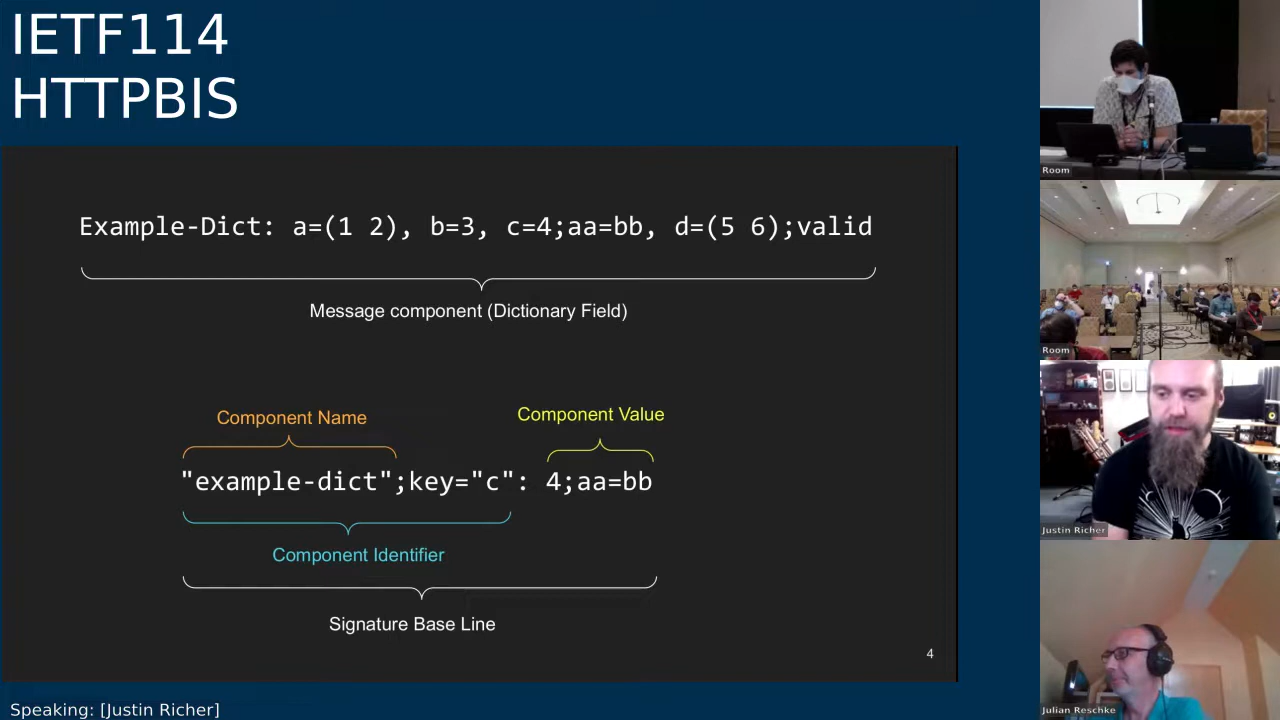 IETF114
HTTPBIS
Example-Dict: a=(1 2), b=3, c=4;aa=bb, d=(5 6);valid
Message component (Dictionary Field)
Component Name
Component Value
"example-dict";key="c": 4;aa=bb
Component Identifier
Signature Base Line
4
Speaking: [Justin Richer]
Room
Room
Justin Richer
Julian Reschke